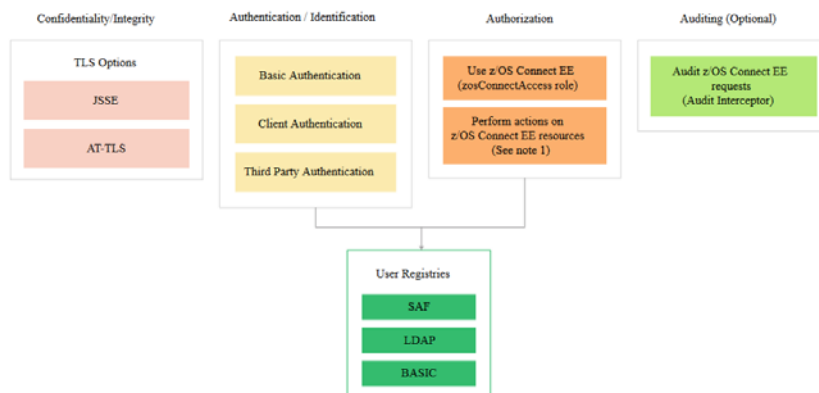 Confidentiality/Integrity
TLS Options
JSSE
AT-TLS
Authentication / Identification
Basic Authentication
Client Authentication
Third Party Authentication
Authorization
Use z/OS Connect EE
(zosConnectAccess role)
Perform actions on
z/OS Connect EE resources
(See note 1)
Auditing (Optional)
Audit z/OS Connect EE
requests
(Audit Interceptor)
User Registries
SAF
LDAP
BASIC